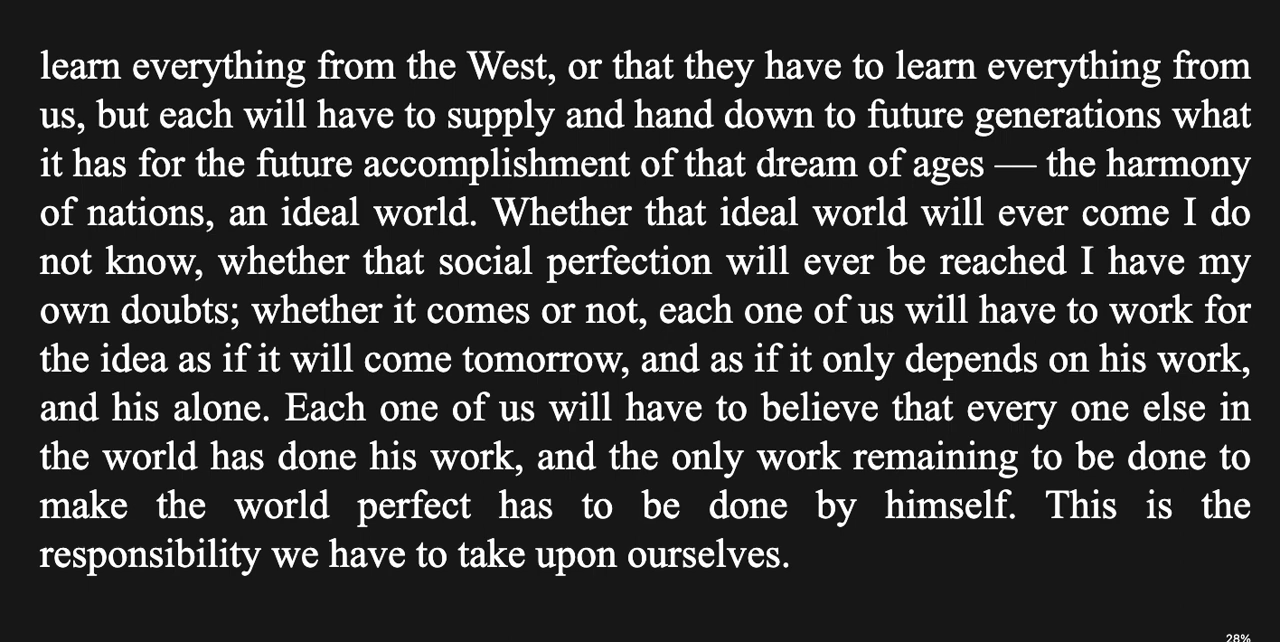 learn everything from the West, or that they have to learn everything from
us, but each will have to supply and hand down to future generations what
it has for the future accomplishment of that dream of ages — the harmony
of nations, an ideal world. Whether that ideal world will ever come I do
not know, whether that social perfection will ever be reached I have my
own doubts; whether it comes or not, each one of us will have to work for
the idea as if it will come tomorrow, and as if it only depends on his work,
and his alone. Each one of us will have to believe that every one else in
the world has done his work, and the only work remaining to be done to
make the world perfect has to be done by himself. This is the
responsibility we have to take upon ourselves.
28%